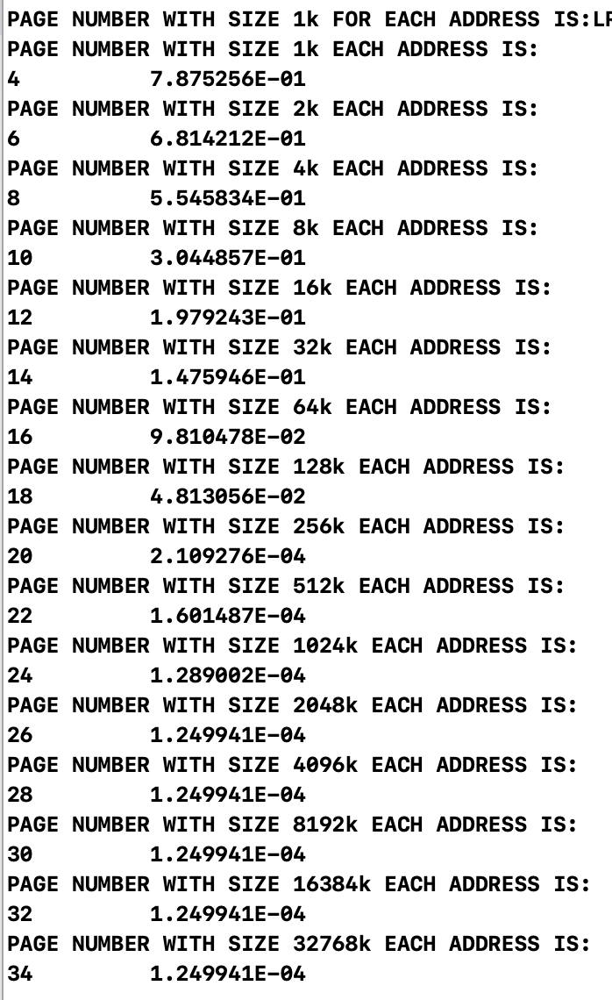 PAGE NUMBER WITH SIZE 1k FOR EACH ADDRESS IS:
PAGE NUMBER WITH SIZE 1k EACH ADDRESS IS:
4 7.875256E-01
PAGE NUMBER WITH SIZE 2k EACH ADDRESS IS:
6 6.814212E-01
PAGE NUMBER WITH SIZE 4k EACH ADDRESS IS:
8 5.545834E-01
PAGE NUMBER WITH SIZE 8k EACH ADDRESS IS:
10 3.044857E-01
PAGE NUMBER WITH SIZE 16k EACH ADDRESS IS:
12 1.979243E-01
PAGE NUMBER WITH SIZE 32k EACH ADDRESS IS:
14 1.475946E-01
PAGE NUMBER WITH SIZE 64k EACH ADDRESS IS:
16 9.810478E-02
PAGE NUMBER WITH SIZE 128k EACH ADDRESS IS:
18 4.813056E-02
PAGE NUMBER WITH SIZE 256k EACH ADDRESS IS:
20 2.109276E-04
PAGE NUMBER WITH SIZE 512k EACH ADDRESS IS:
22 1.601487E-04
PAGE NUMBER WITH SIZE 1024k EACH ADDRESS IS:
24 1.289002E-04
PAGE NUMBER WITH SIZE 2048k EACH ADDRESS IS:
26 1.249941E-04
PAGE NUMBER WITH SIZE 4096k EACH ADDRESS IS:
28 1.249941E-04
PAGE NUMBER WITH SIZE 8192k EACH ADDRESS IS:
30 1.249941E-04
PAGE NUMBER WITH SIZE 16384k EACH ADDRESS IS:
32 1.249941E-04
PAGE NUMBER WITH SIZE 32768k EACH ADDRESS IS:
34 1.249941E-04